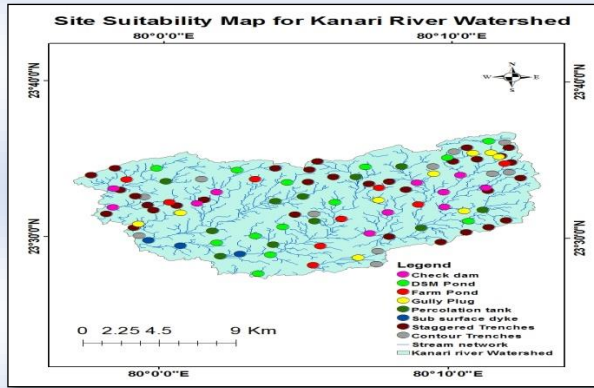 Site Suitability Map for Kanari River Watershed
80°0'0"E
80°10'0"E
23°40'0"N
23°40'0"N
N
W
E
S
23°30'0"N
23°30'0"N
Legend
Check dam
DSM Pond
Farm Pond
Gully Plug
Percolation tank
Sub surface dyke
Staggered Trenches
Contour Trenches
Stream network
Kanari river Watershed
0 2.25 4.5 9 Km
80°0'0"E
80°10'0"E